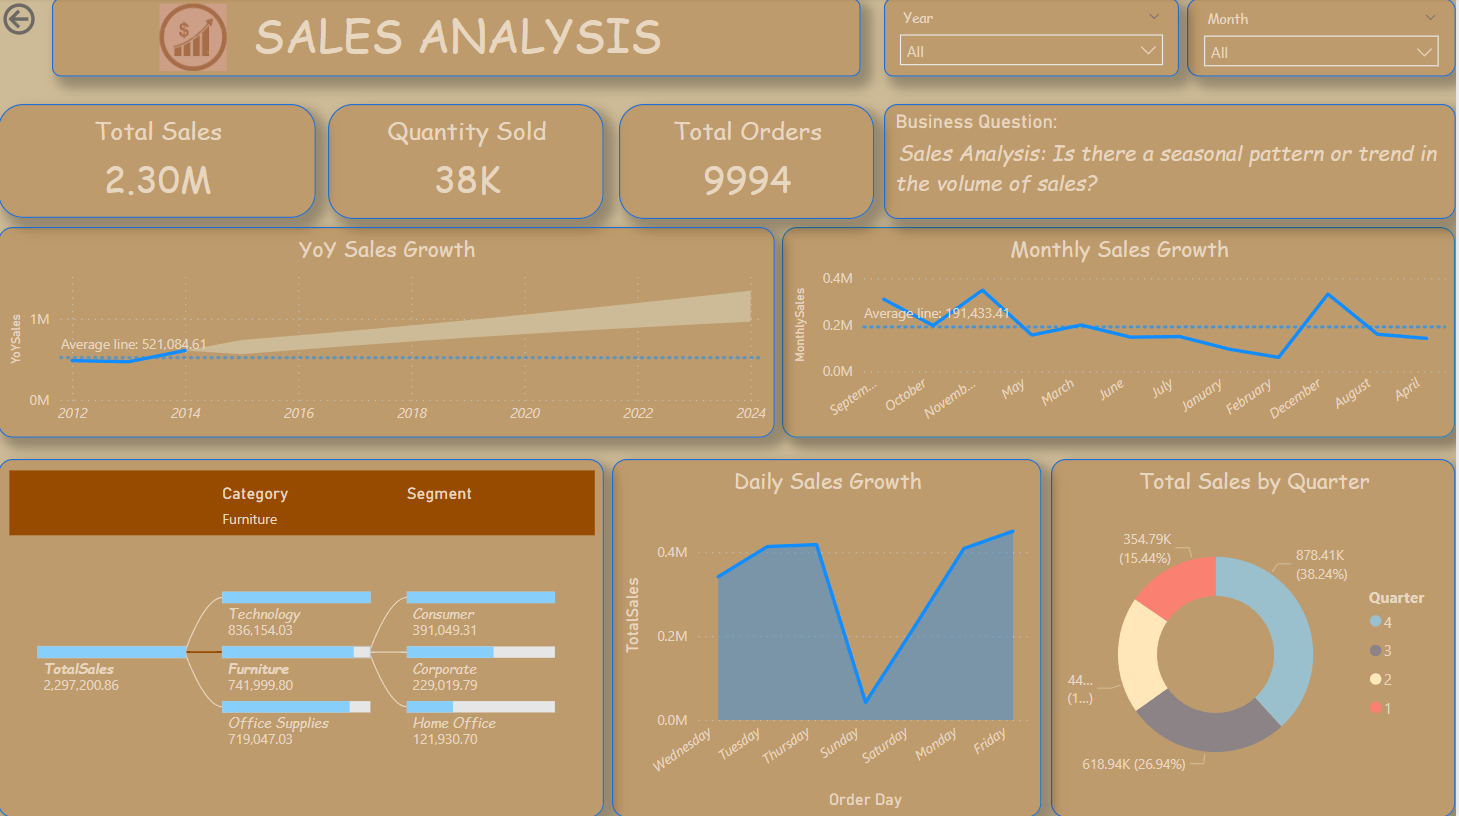 SALES ANALYSIS
Year
All
Month
All
Total Sales
2.30M
Quantity Sold
38K
Total Orders
9994
Business Question:
Sales Analysis: Is there a seasonal pattern or trend in
the volume of sales?
YoY Sales Growth
YoYSales
1M
0M
Average line: 521,084.61
2012 2014 2016 2018 2020 2022 2024
Monthly Sales Growth
MonthlySales
0.4M
0.2M
0.0M
Average line: 191,433.41
Septem... October Novemb... May March June July January February December August April
Category
Furniture
Segment
TotalSales
2,297,200.86
Technology
836,154.03
Furniture
741,999.80
Office Supplies
719,047.03
Consumer
391,049.31
Corporate
229,019.79
Home Office
121,930.70
Daily Sales Growth
TotalSales
0.4M
0.2M
0.0M
Wednesday Tuesday Thursday Sunday Saturday Monday Friday
Order Day
Total Sales by Quarter
354.79K
(15.44%)
878.41K
(38.24%)
44...
(1...)
618.94K (26.94%)
Quarter
4
3
2
1